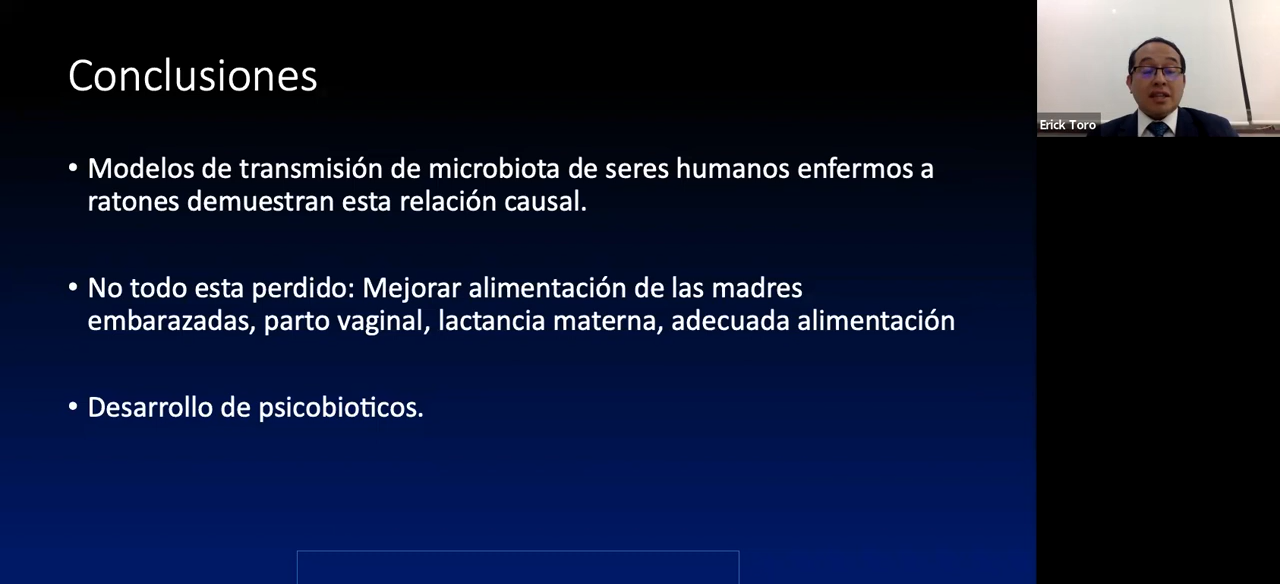 Conclusiones
• Modelos de transmisión de microbiota de seres humanos enfermos a
ratones demuestran esta relación causal.
• No todo esta perdido: Mejorar alimentación de las madres
embarazadas, parto vaginal, lactancia materna, adecuada alimentación
• Desarrollo de psicobioticos.
Erick Toro